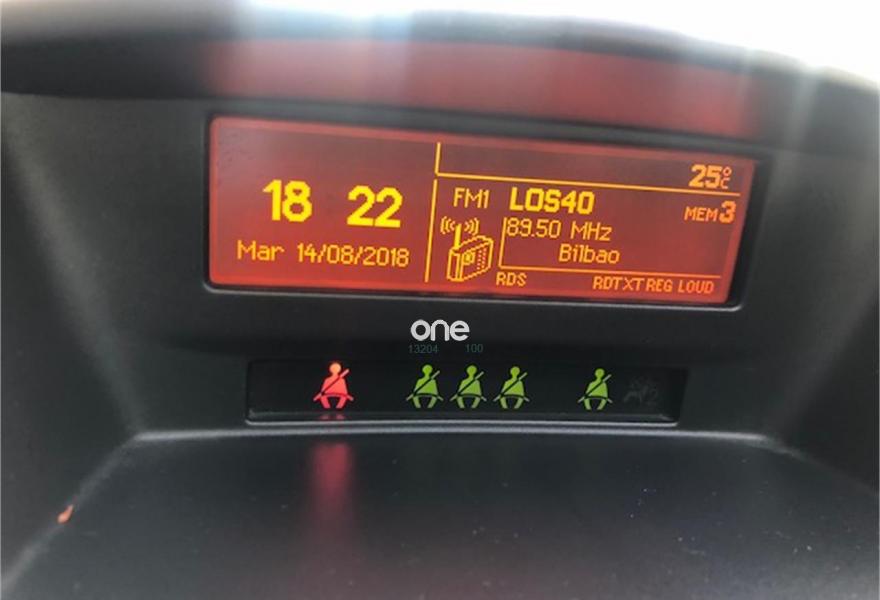 25°C
18 22
FM1 LOS40
MEM 3
89.50 MHz
Mar 14/08/2018
Bilbao
RDS
RDTXT REG LOUD
one
13204 100
2